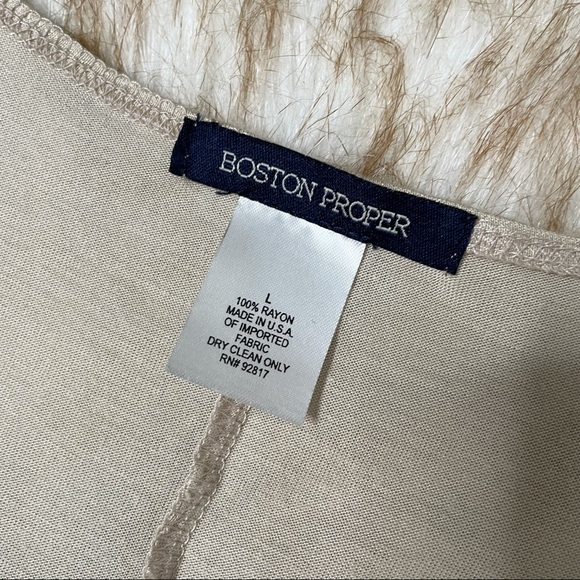 BOSTON PROPER
L
100% RAYON
MADE IN U.S.A.
OF IMPORTED
FABRIC
DRY CLEAN ONLY
RN# 92817